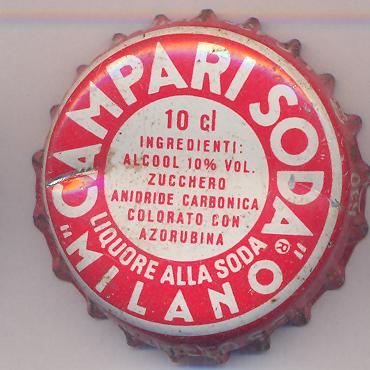 "CAMPARI SODA"®
10 cl
INGREDIENTI:
ALCOOL 10% VOL.
ZUCCHERO
ANIDRIDE CARBONICA
COLORATO CON
AZORUBINA
LIQUORE ALLA SODA
MILANO